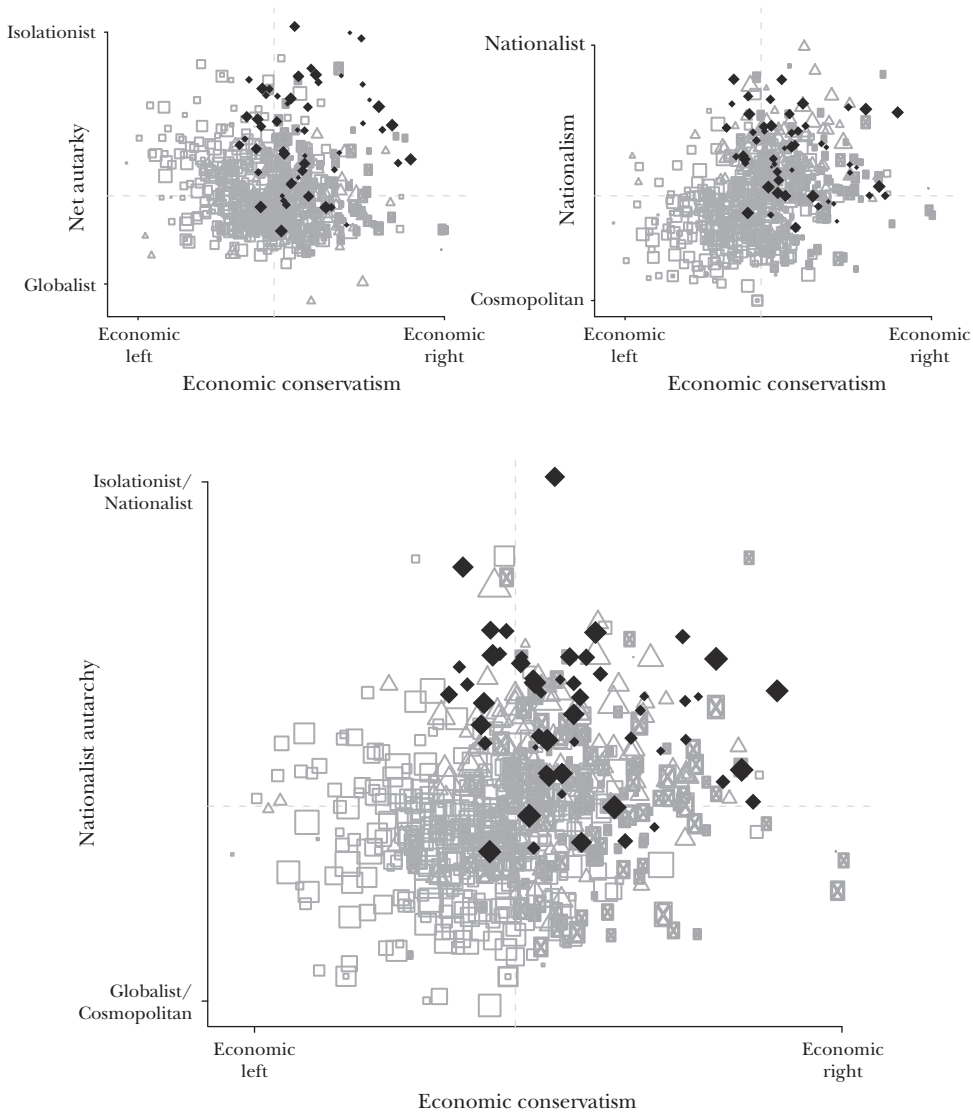 Isolationist
Net autarky
Globalist
Economic
left
Economic
right
Economic conservatism
Nationalist
Nationalism
Cosmopolitan
Economic
left
Economic
right
Economic conservatism
Isolationist/
Nationalist
Nationalist autarchy
Globalist/
Cosmopolitan
Economic
left
Economic
right
Economic conservatism